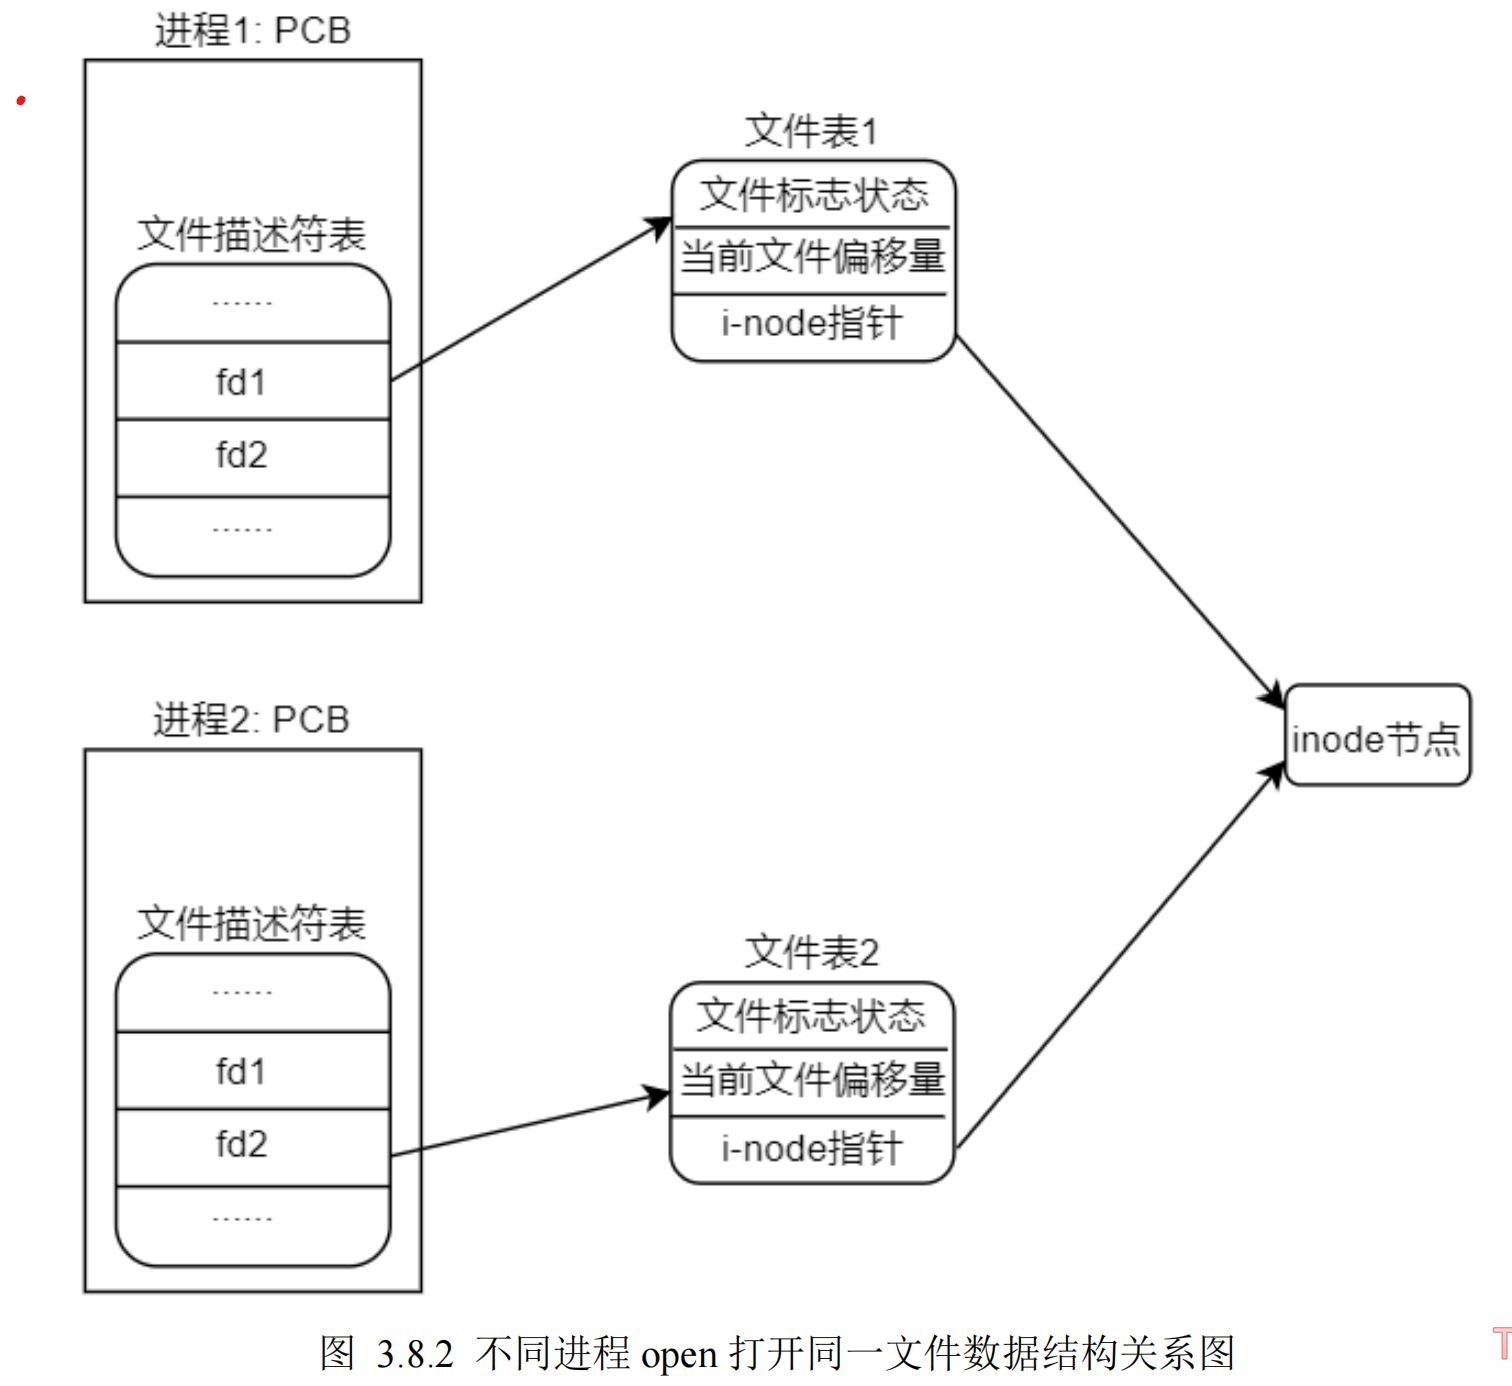 进程1: PCB
文件描述符表
······
fd1
fd2
······
文件表1
文件标志状态
当前文件偏移量
i-node指针
进程2: PCB
文件描述符表
······
fd1
fd2
······
文件表2
文件标志状态
当前文件偏移量
i-node指针
inode节点
图 3.8.2 不同进程 open 打开同一文件数据结构关系图